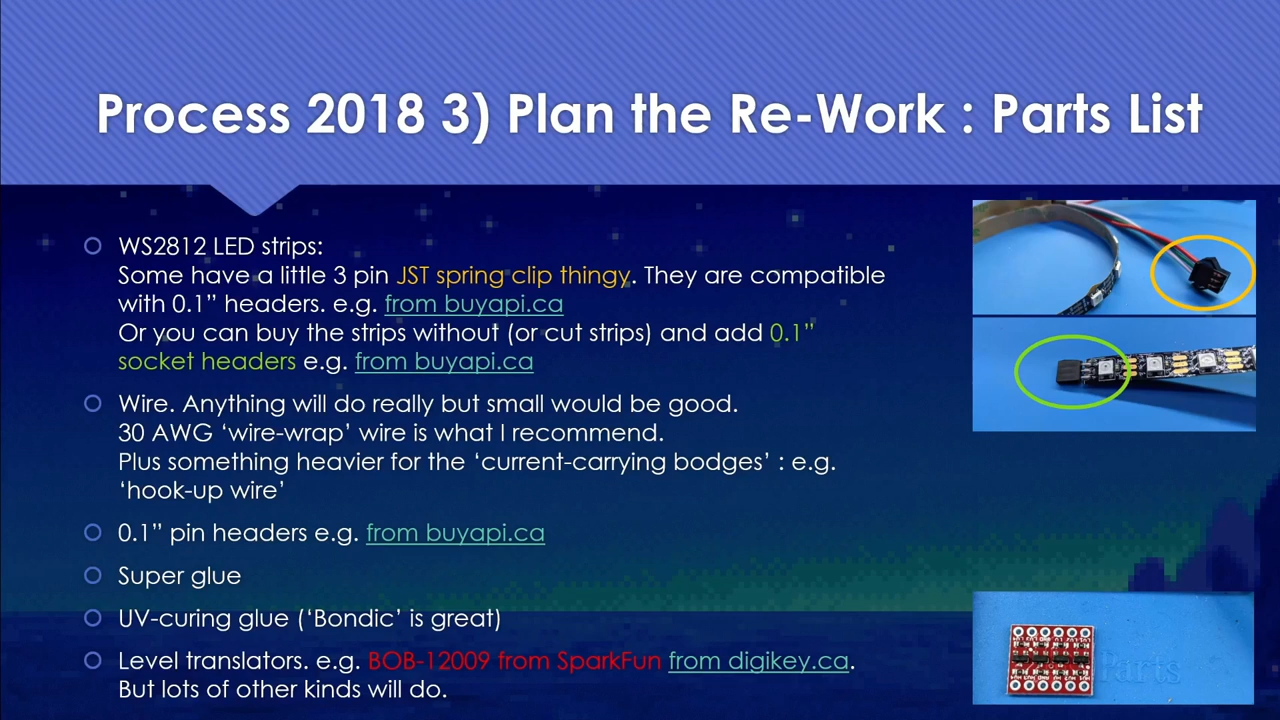 Process 2018 3) Plan the Re-Work : Parts List
WS2812 LED strips:
Some have a little 3 pin JST spring clip thingy. They are compatible
with 0.1” headers. e.g. from buyapi.ca
Or you can buy the strips without (or cut strips) and add 0.1”
socket headers e.g. from buyapi.ca
Wire. Anything will do really but small would be good.
30 AWG ‘wire-wrap’ wire is what I recommend.
Plus something heavier for the ‘current-carrying bodges’ : e.g.
‘hook-up wire’
0.1” pin headers e.g. from buyapi.ca
Super glue
UV-curing glue (‘Bondic’ is great)
Level translators. e.g. BOB-12009 from SparkFun from digikey.ca.
But lots of other kinds will do.
Parts